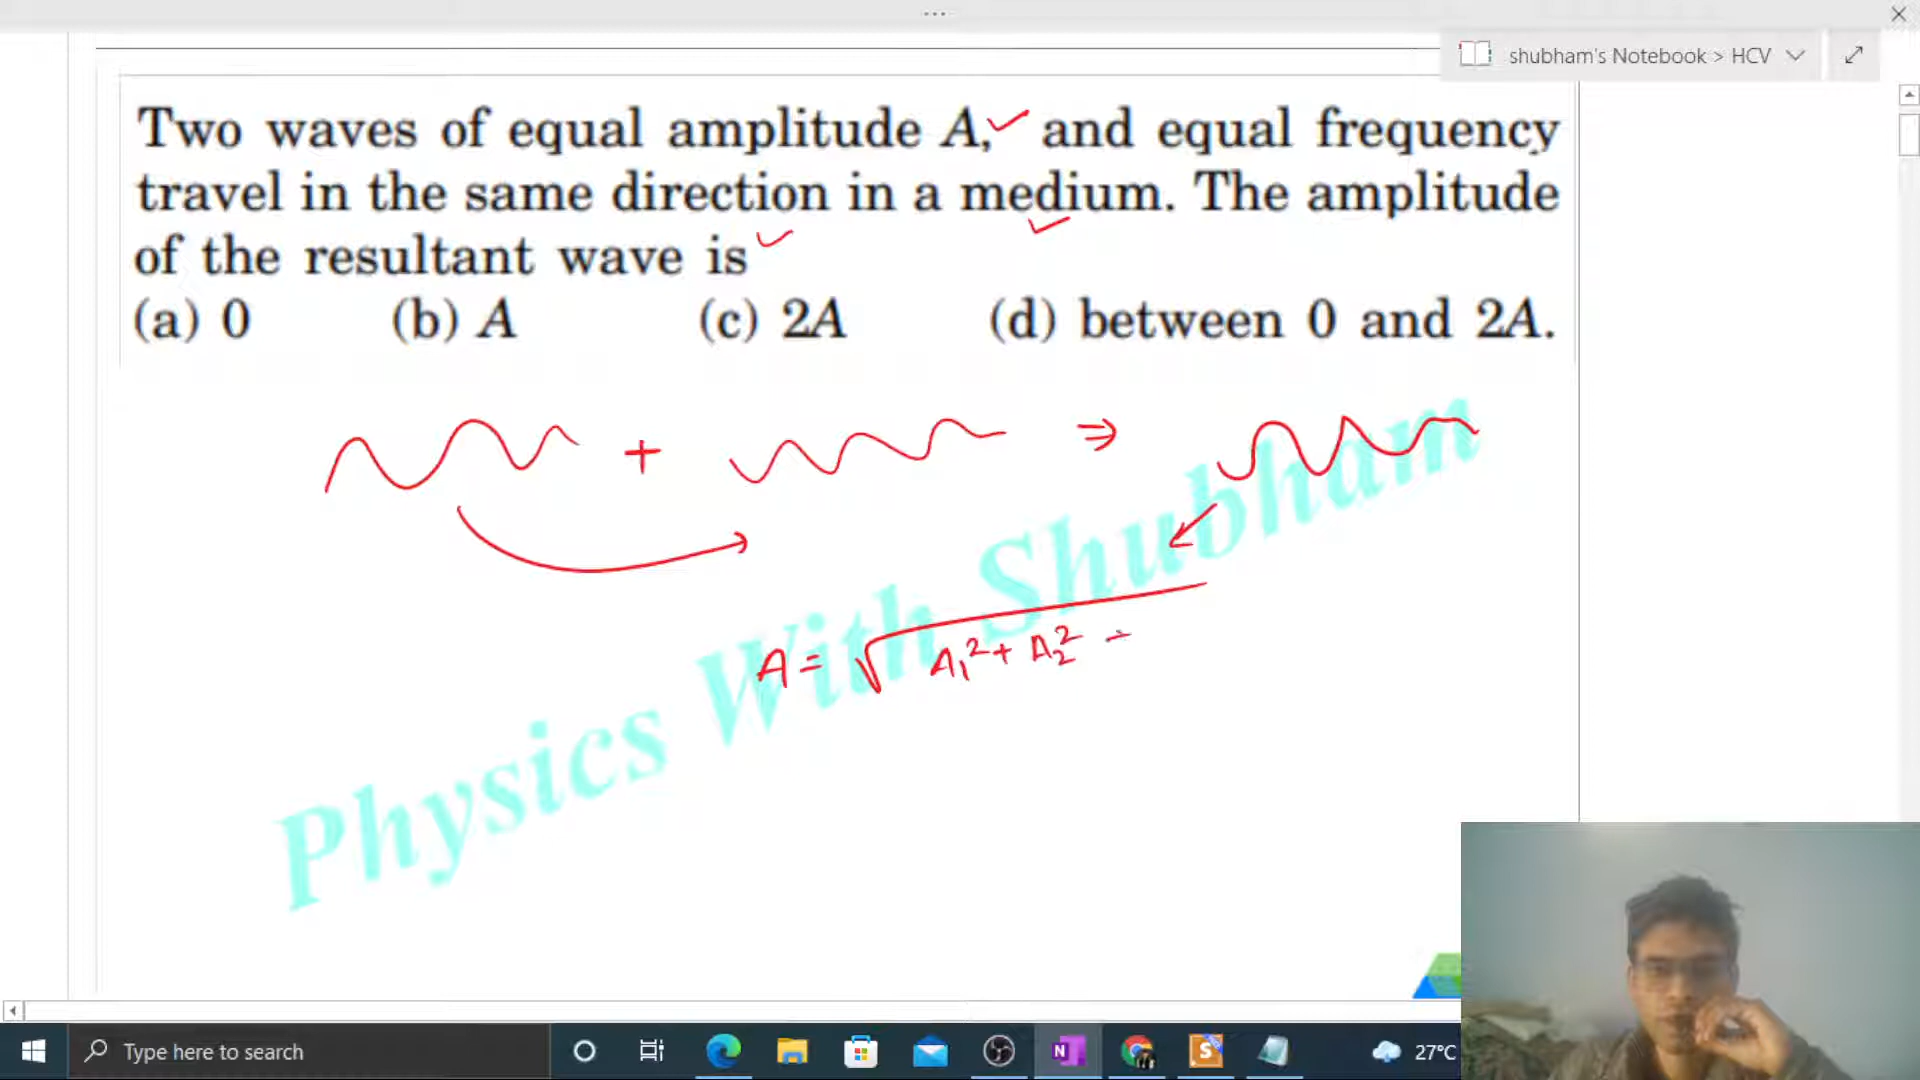 shubham's Notebook > HCV
Two waves of equal amplitude A, and equal frequency
travel in the same direction in a medium. The amplitude
of the resultant wave is
(a) 0 (b) A (c) 2A (d) between 0 and 2A.
+ ⇒
A = √A₁² + A₂² +
Physics With Shubham
Type here to search
27°C